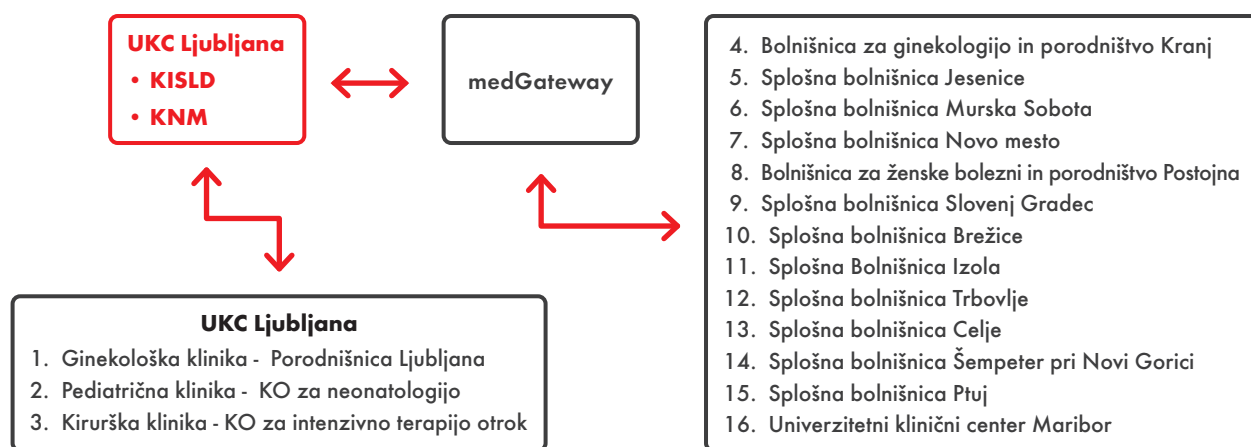 UKC Ljubljana
• KISLD
• KNM
medGateway
UKC Ljubljana
1. Ginekološka klinika - Porodnišnica Ljubljana
2. Pediatrična klinika - KO za neonatologijo
3. Kirurška klinika - KO za intenzivno terapijo otrok
4. Bolnišnica za ginekologijo in porodništvo Kranj
5. Splošna bolnišnica Jesenice
6. Splošna bolnišnica Murska Sobota
7. Splošna bolnišnica Novo mesto
8. Bolnišnica za ženske bolezni in porodništvo Postojna
9. Splošna bolnišnica Slovenj Gradec
10. Splošna bolnišnica Brežice
11. Splošna Bolnišnica Izola
12. Splošna bolnišnica Trbovlje
13. Splošna bolnišnica Celje
14. Splošna bolnišnica Šempeter pri Novi Gorici
15. Splošna bolnišnica Ptuj
16. Univerzitetni klinični center Maribor